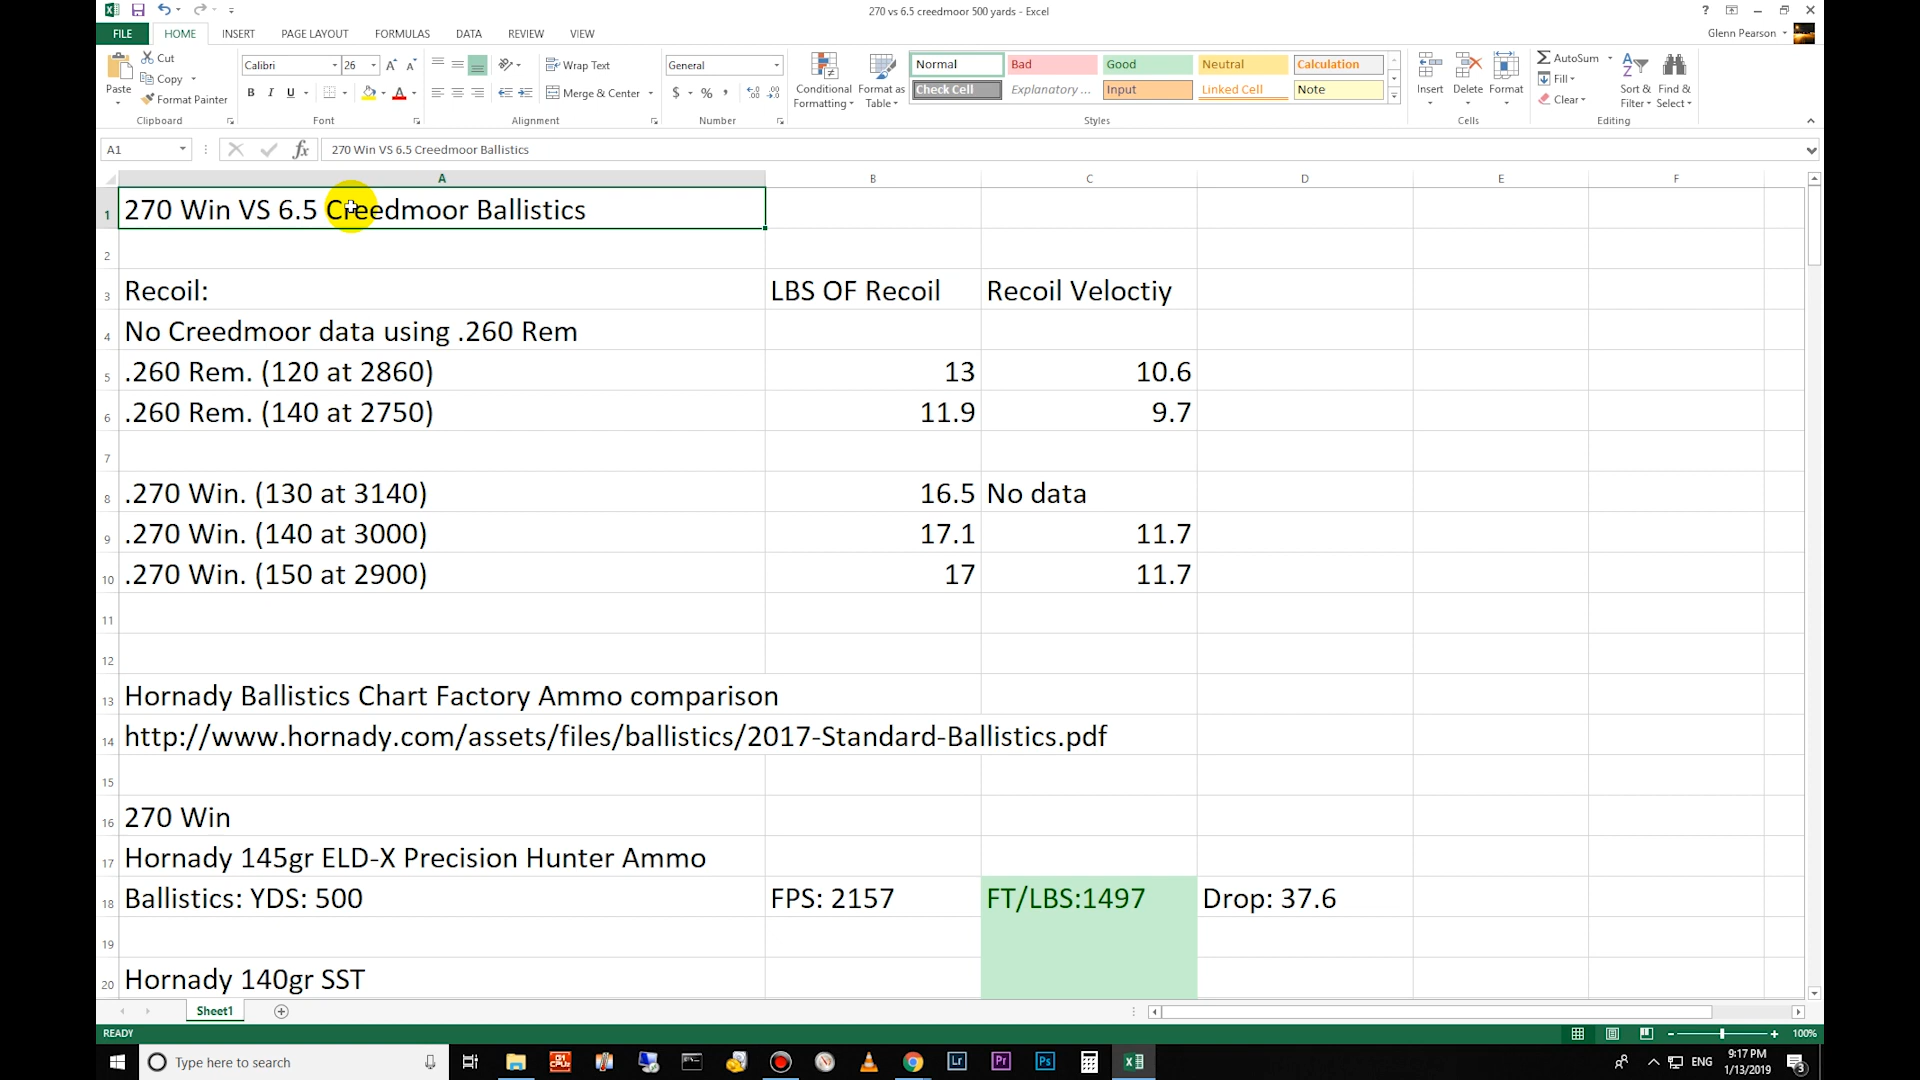 270 vs 6.5 creedmoor 500 yards - Excel
?
FILE HOME INSERT PAGE LAYOUT FORMULAS DATA REVIEW VIEW
Glenn Pearson
Paste
Cut
Copy
Format Painter
Clipboard
Calibri 26
B I U
Font
Wrap Text
Merge & Center
Alignment
General
$ % ,
Number
Conditional Formatting
Format as Table
Normal Bad Good Neutral Calculation
Check Cell Explanatory ... Input Linked Cell Note
Styles
Insert Delete Format
Cells
AutoSum
Fill
Clear
Sort & Filter
Find & Select
Editing
A1 fx 270 Win VS 6.5 Creedmoor Ballistics
A B C D E F
1 270 Win VS 6.5 Creedmoor Ballistics
2
3 Recoil: LBS OF Recoil Recoil Veloctiy
4 No Creedmoor data using .260 Rem
5 .260 Rem. (120 at 2860) 13 10.6
6 .260 Rem. (140 at 2750) 11.9 9.7
7
8 .270 Win. (130 at 3140) 16.5 No data
9 .270 Win. (140 at 3000) 17.1 11.7
10 .270 Win. (150 at 2900) 17 11.7
11
12
13 Hornady Ballistics Chart Factory Ammo comparison
14 http://www.hornady.com/assets/files/ballistics/2017-Standard-Ballistics.pdf
15
16 270 Win
17 Hornady 145gr ELD-X Precision Hunter Ammo
18 Ballistics: YDS: 500 FPS: 2157 FT/LBS:1497 Drop: 37.6
19
20 Hornady 140gr SST
Sheet1
READY
100%
Type here to search
Lr Pr Ps
ENG
9:17 PM
1/13/2019
3